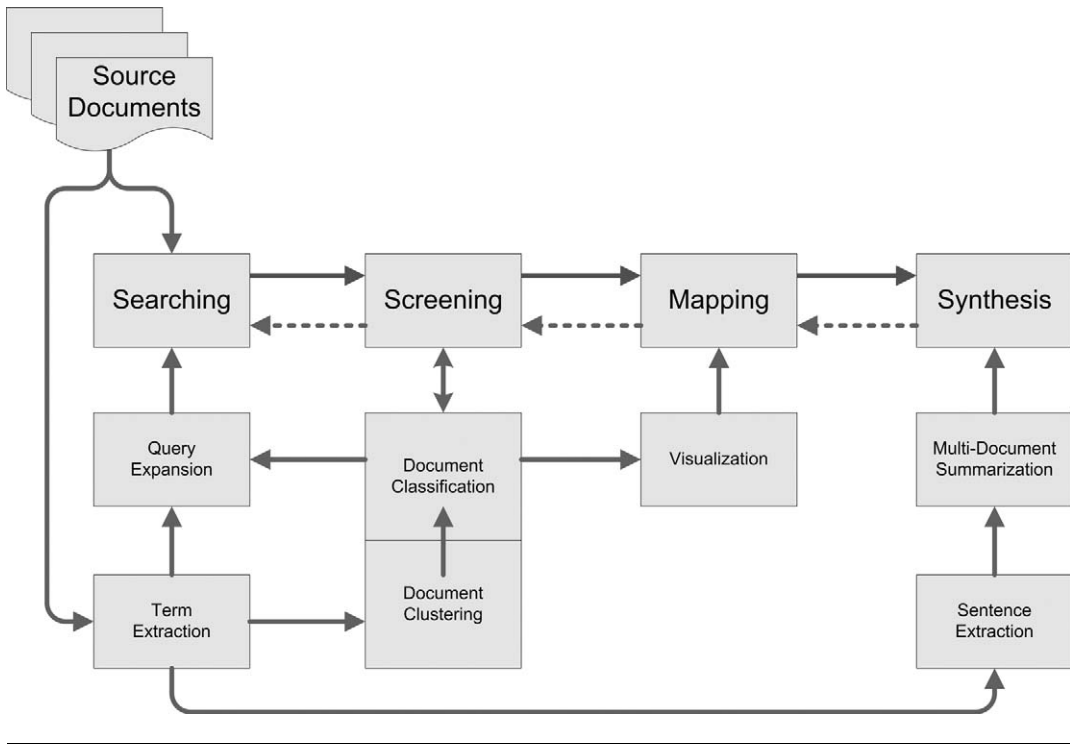 Source
Documents
Searching
Screening
Mapping
Synthesis
Query
Expansion
Document
Classification
Visualization
Multi-Document
Summarization
Term
Extraction
Document
Clustering
Sentence
Extraction